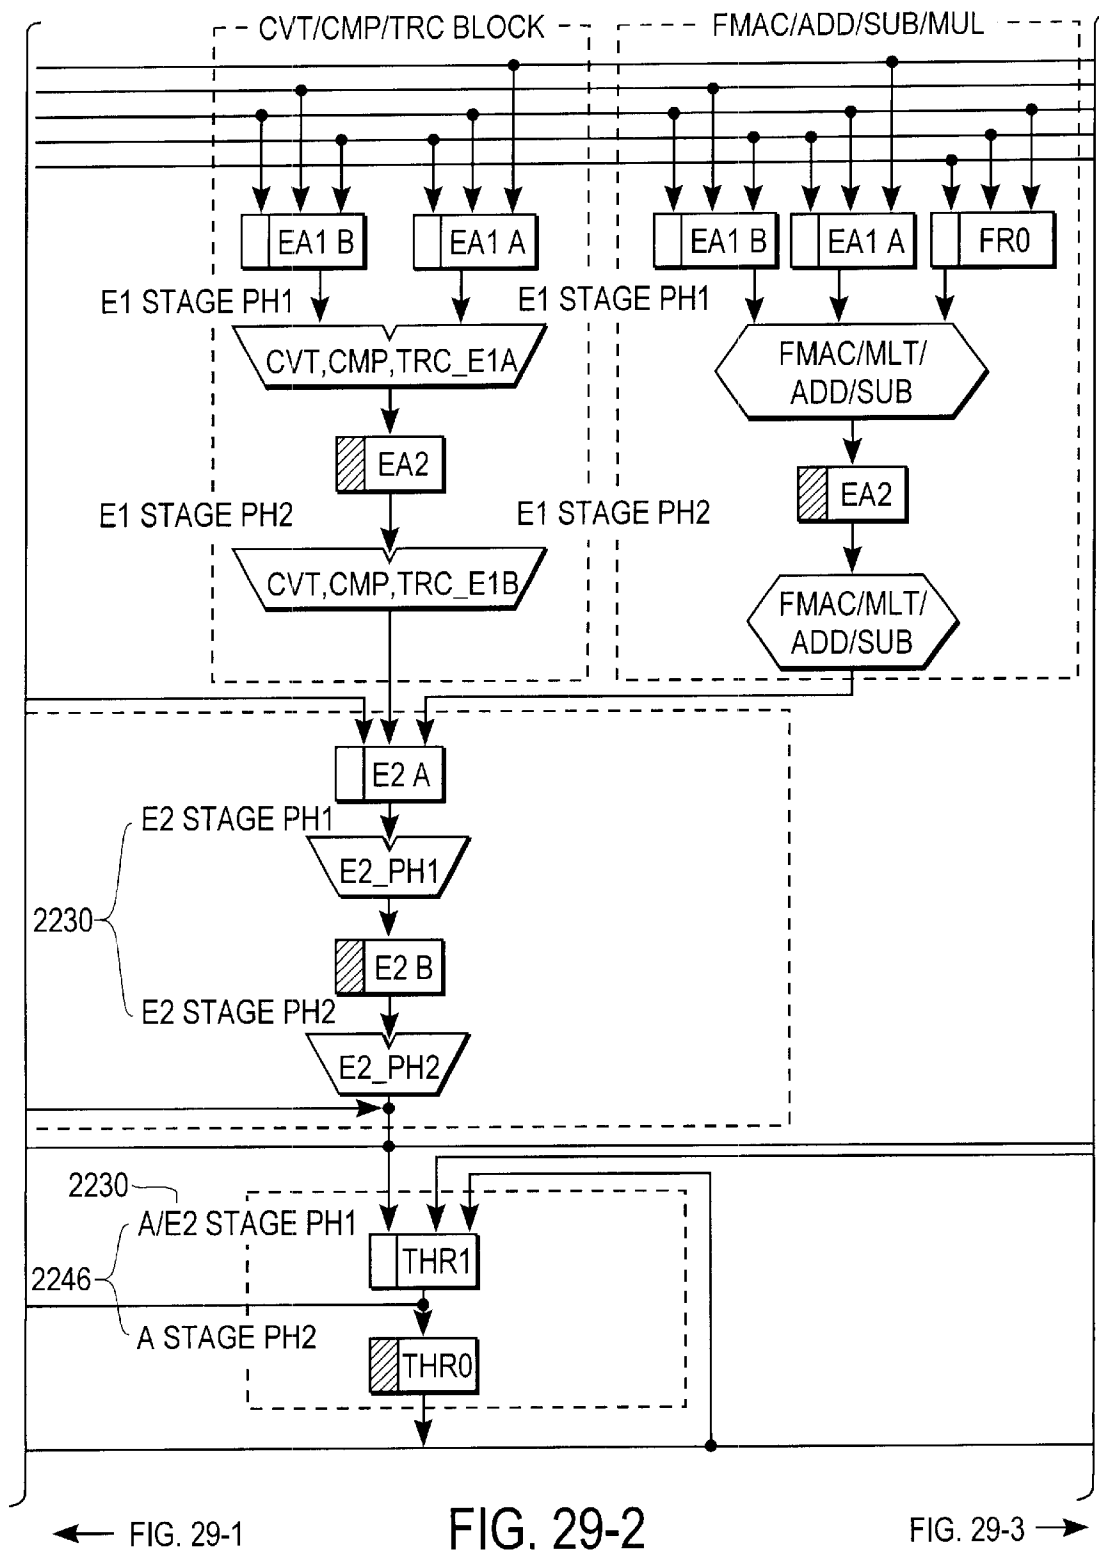 CVT/CMP/TRC BLOCK
FMAC/ADD/SUB/MUL
EA1 B
EA1 A
EA1 B
EA1 A
FR0
E1 STAGE PH1
E1 STAGE PH1
CVT,CMP,TRC_E1A
FMAC/MLT/
ADD/SUB
EA2
EA2
E1 STAGE PH2
E1 STAGE PH2
CVT,CMP,TRC_E1B
FMAC/MLT/
ADD/SUB
E2 A
E2 STAGE PH1
E2_PH1
2230
E2 B
E2 STAGE PH2
E2_PH2
2230
A/E2 STAGE PH1
THR1
2246
A STAGE PH2
THR0
FIG. 29-1
FIG. 29-2
FIG. 29-3